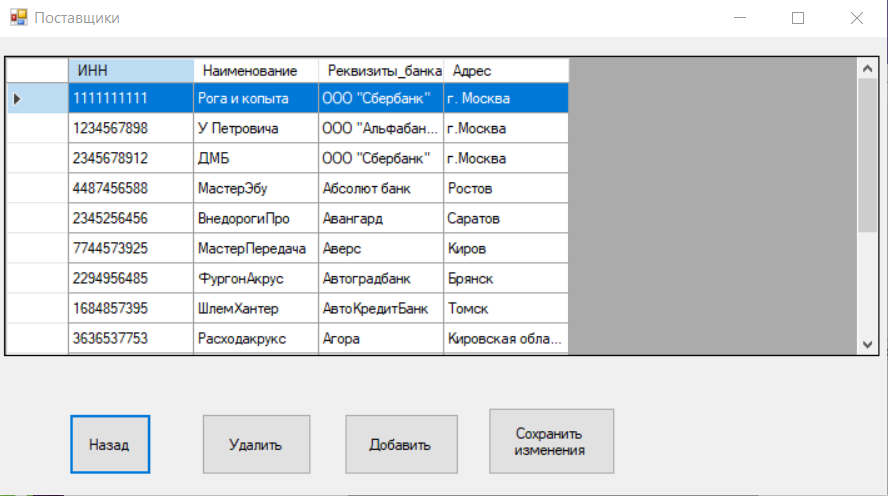 Поставщики
ИНН Наименование Реквизиты_банка Адрес
1111111111 Рога и копыта ООО "Сбербанк" г. Москва
1234567898 У Петровича ООО "Альфабан... г.Москва
2345678912 ДМБ ООО "Сбербанк" г.Москва
4487456588 МастерЭбу Абсолют банк Ростов
2345256456 ВнедорогиПро Авангард Саратов
7744573925 МастерПередача Аверс Киров
2294956485 ФургонАкрус Автоградбанк Брянск
1684857395 ШлемХантер АвтоКредитБанк Томск
3636537753 Расходакрукс Агора Кировская обла...
Назад Удалить Добавить Сохранить
изменения